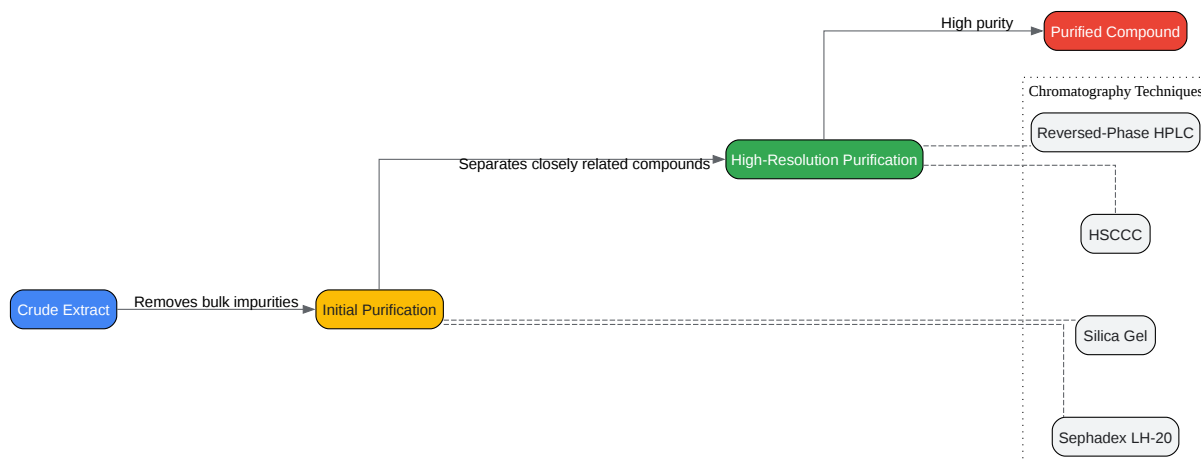 High purity
Purified Compound
Chromatography Techniques
Reversed-Phase HPLC
Separates closely related compounds
High-Resolution Purification
HSCCC
Crude Extract
Removes bulk impurities
Initial Purification
Silica Gel
Sephadex LH-20